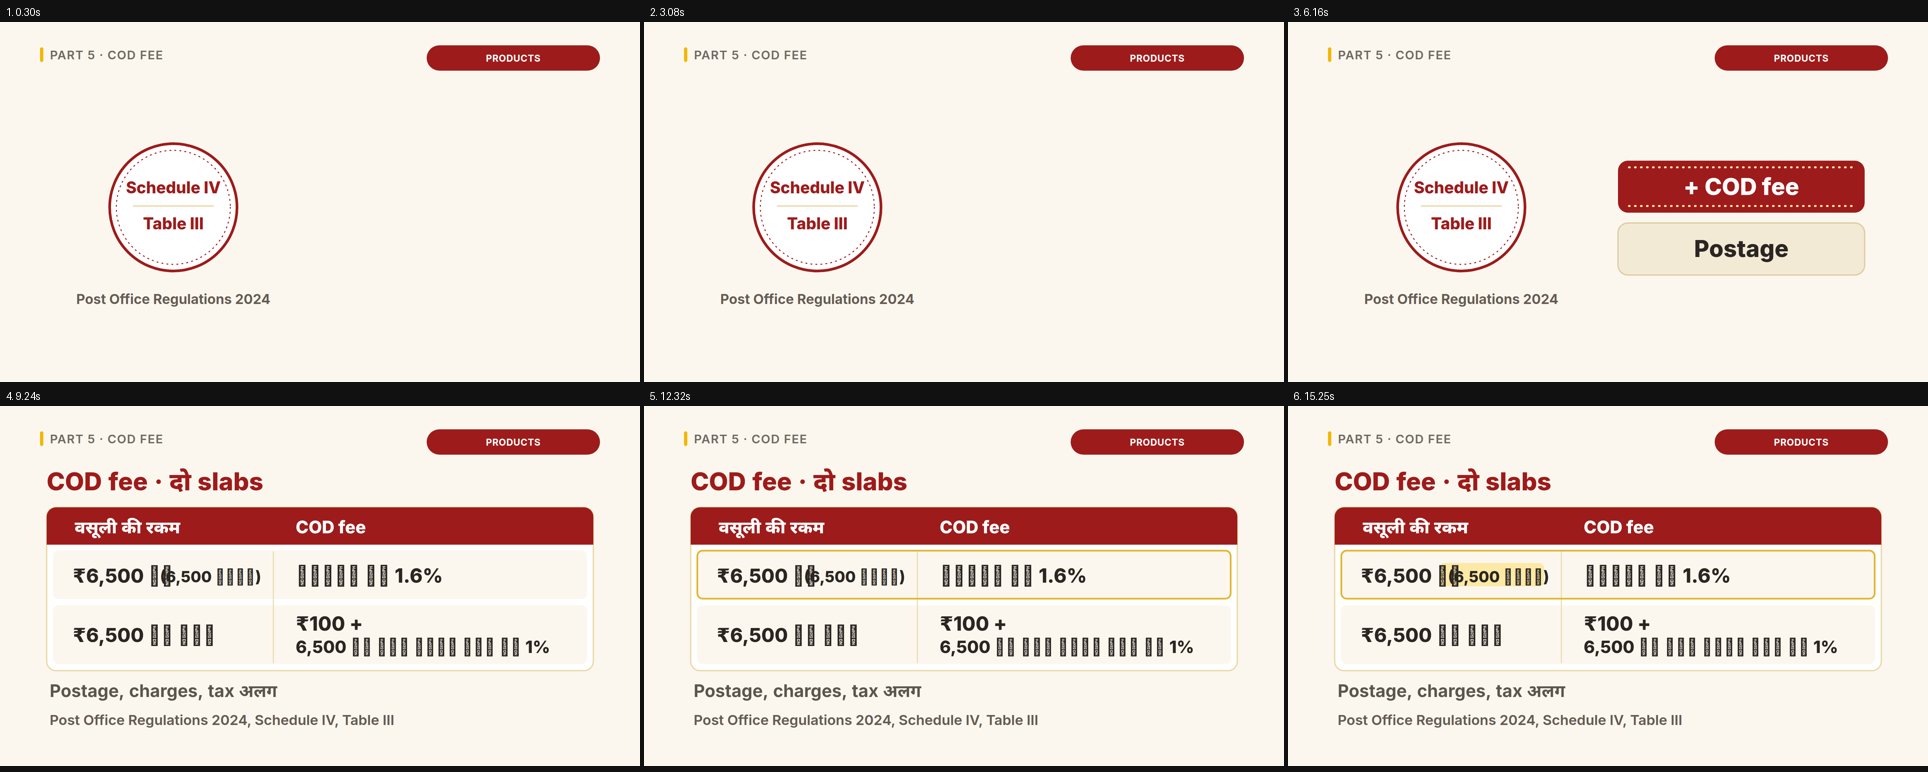 1. 0.30s
PART 5 · COD FEE
PRODUCTS
Schedule IV
Table III
Post Office Regulations 2024
2. 3.08s
PART 5 · COD FEE
PRODUCTS
Schedule IV
Table III
Post Office Regulations 2024
3. 6.16s
PART 5 · COD FEE
PRODUCTS
Schedule IV
Table III
Post Office Regulations 2024
+ COD fee
Postage
4. 9.24s
PART 5 · COD FEE
PRODUCTS
COD fee · दो slabs
वसूली की रकम COD fee
₹6,500 (6,500 ) 1.6%
₹6,500
₹100 +
6,500 1%
Postage, charges, tax अलग
Post Office Regulations 2024, Schedule IV, Table III
5. 12.32s
PART 5 · COD FEE
PRODUCTS
COD fee · दो slabs
वसूली की रकम COD fee
₹6,500 (6,500 ) 1.6%
₹6,500
₹100 +
6,500 1%
Postage, charges, tax अलग
Post Office Regulations 2024, Schedule IV, Table III
6. 15.25s
PART 5 · COD FEE
PRODUCTS
COD fee · दो slabs
वसूली की रकम COD fee
₹6,500 (6,500 ) 1.6%
₹6,500
₹100 +
6,500 1%
Postage, charges, tax अलग
Post Office Regulations 2024, Schedule IV, Table III